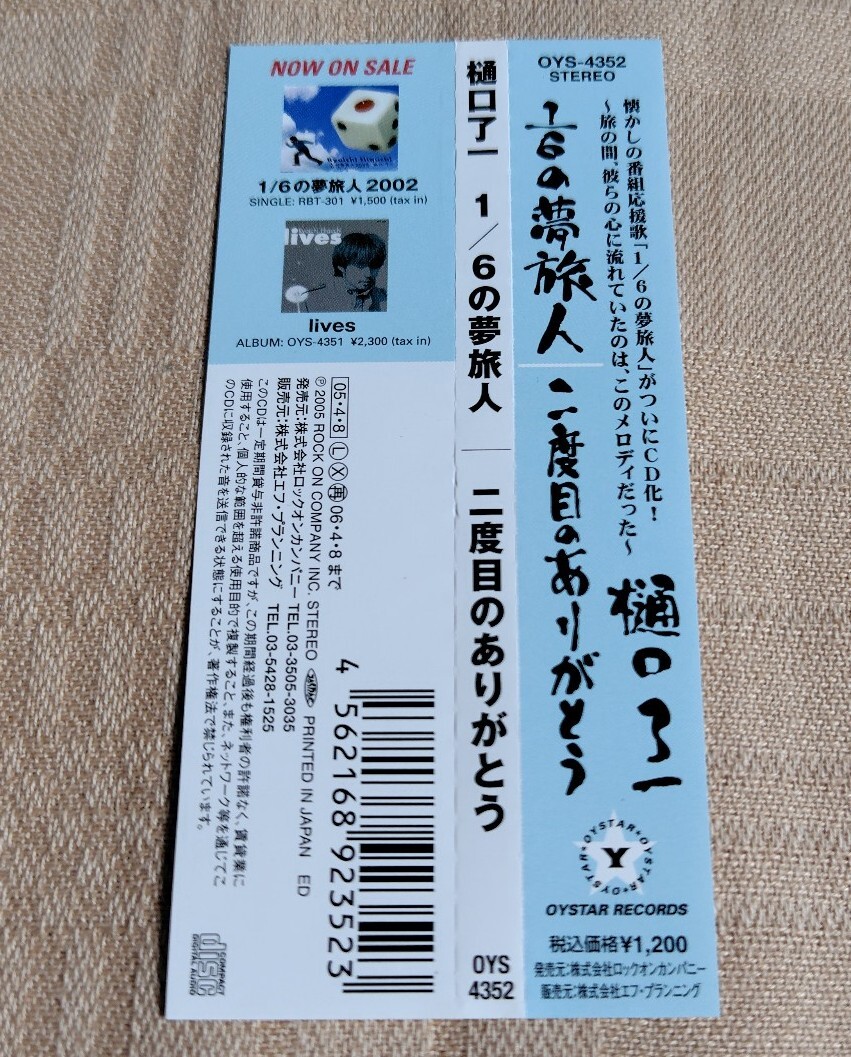 OYS-4352
STEREO
懐かしの番組応援歌「1/6の夢旅人」がついにCD化!
~旅の間、彼らの心に流れていたのは、このメロディだった~
1/6の夢旅人
二度目のありがとう
樋口了一
OYSTAR★OYSTAR★OYSTAR★
Y
OYSTAR RECORDS
税込価格¥1,200
発売元:株式会社ロックオンカンパニー
販売元:株式会社エフ・プランニング
樋口了一 1/6の夢旅人 二度目のありがとう
OYS
4352
NOW ON SALE
1/6の夢旅人2002
SINGLE: RBT-301 ¥1,500 (tax in)
lives
lives
ALBUM: OYS-4351 ¥2,300 (tax in)
05・4・8 Ⓛ Ⓧ ㊞06・4・8まで
Ⓟ2005 ROCK ON COMPANY INC. STEREO PRINTED IN JAPAN ED
発売元:株式会社ロックオンカンパニー TEL.03-3505-3035
販売元:株式会社エフ・プランニング TEL.03-5428-1525
このCDは一定期間貸与非許諾商品ですが、この期間経過後も権利者の許諾なく、賃貸業に
使用すること、個人的な範囲を超える使用目的で複製すること、また、ネットワーク等を通じてこ
のCDに収録された音を送信できる状態にすることが、著作権法で禁じられています。
4 562168 923523
COMPACT
disc
DIGITAL AUDIO